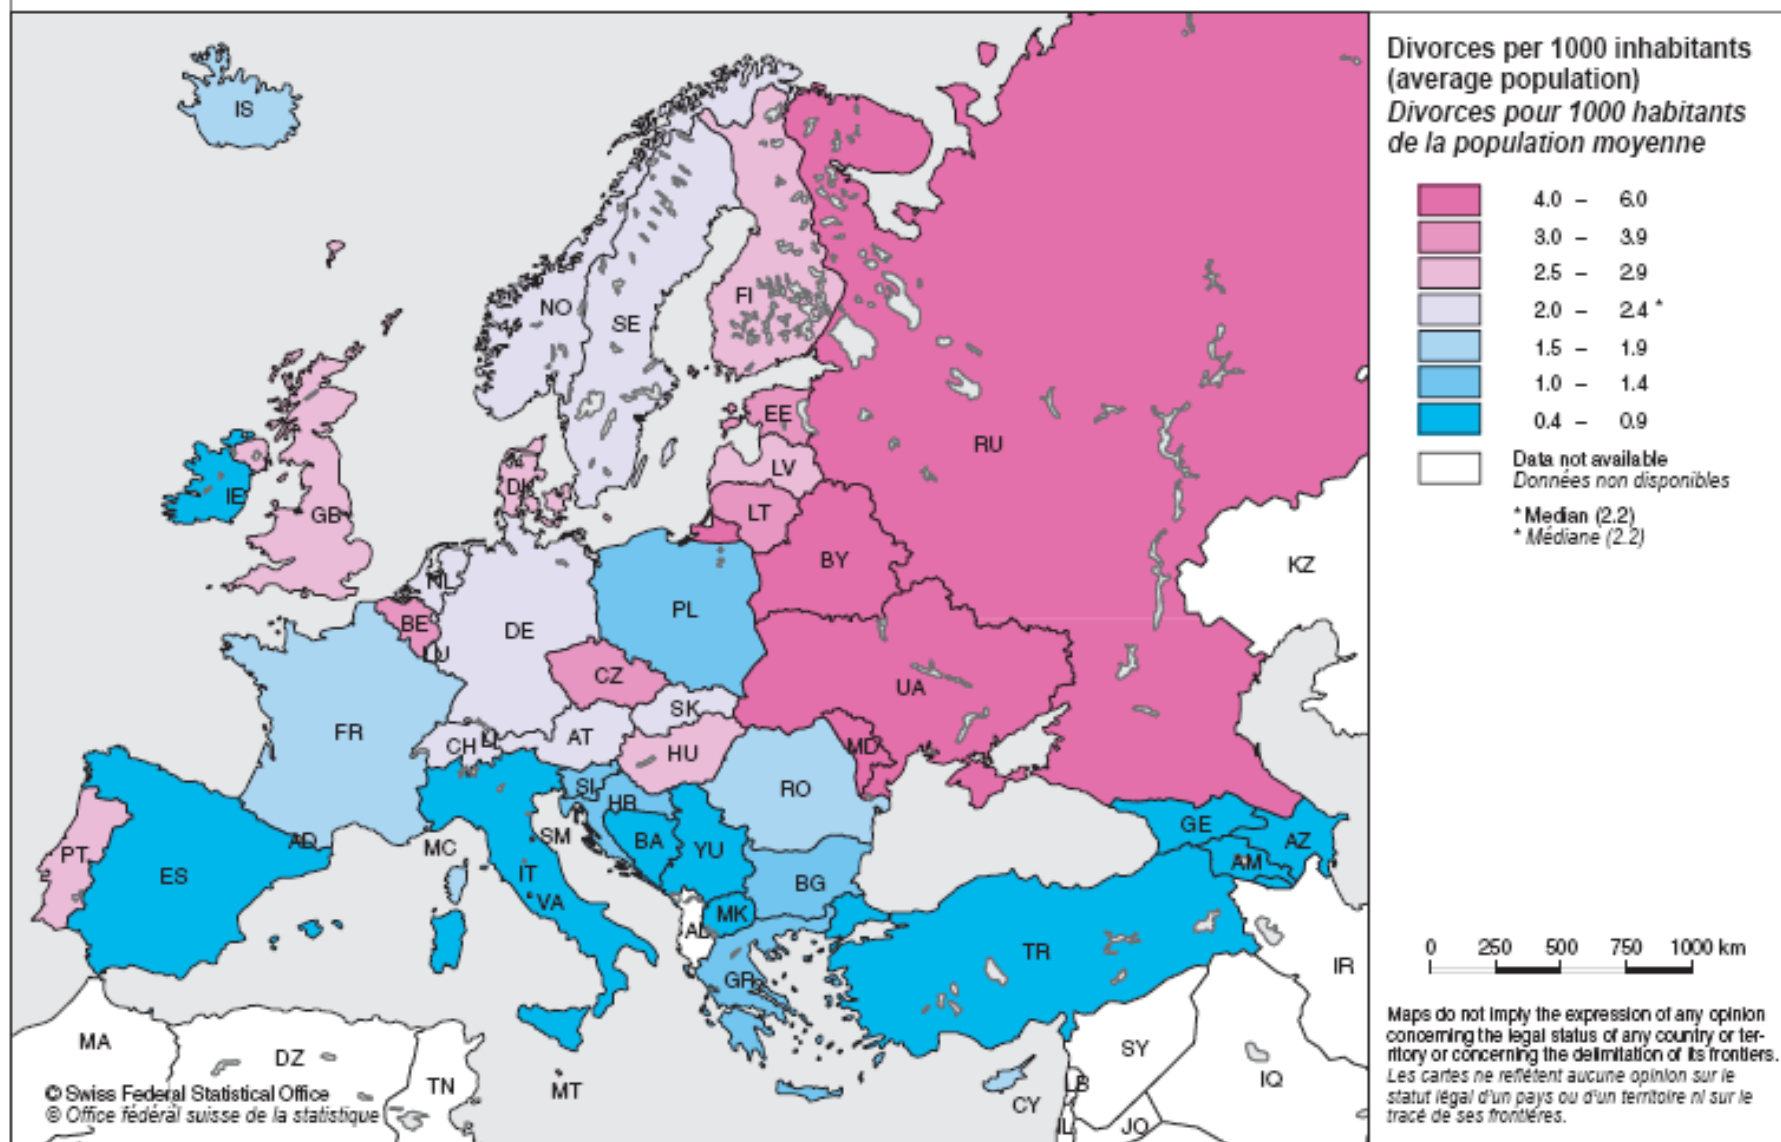 Divorces per 1000 inhabitants
(average population)
Divorces pour 1000 habitants
de la population moyenne
4.0 – 6.0
3.0 – 3.9
2.5 – 2.9
2.0 – 2.4 *
1.5 – 1.9
1.0 – 1.4
0.4 – 0.9
Data not available
Données non disponibles
* Median (2.2)
* Médiane (2.2)
0 250 500 750 1000 km
Maps do not imply the expression of any opinion
concerning the legal status of any country or ter-
ritory or concerning the delimitation of its frontiers.
Les cartes ne reflètent aucune opinion sur le
statut légal d'un pays ou d'un territoire ni sur le
tracé de ses frontières.
IS
NO
SE
FI
RU
EE
LV
LT
DK
IE
GB
BY
KZ
NL
PL
DE
BE
LU
CZ
UA
SK
FR
CH
LI
AT
HU
MD
RO
SI
HR
SM
BA
YU
GE
AZ
AM
AD
MC
PT
ES
IT
VA
BG
MK
AL
TR
IR
GR
MA
DZ
TN
MT
CY
SY
LB
IQ
IL
JO
© Swiss Federal Statistical Office
© Office fédéral suisse de la statistique